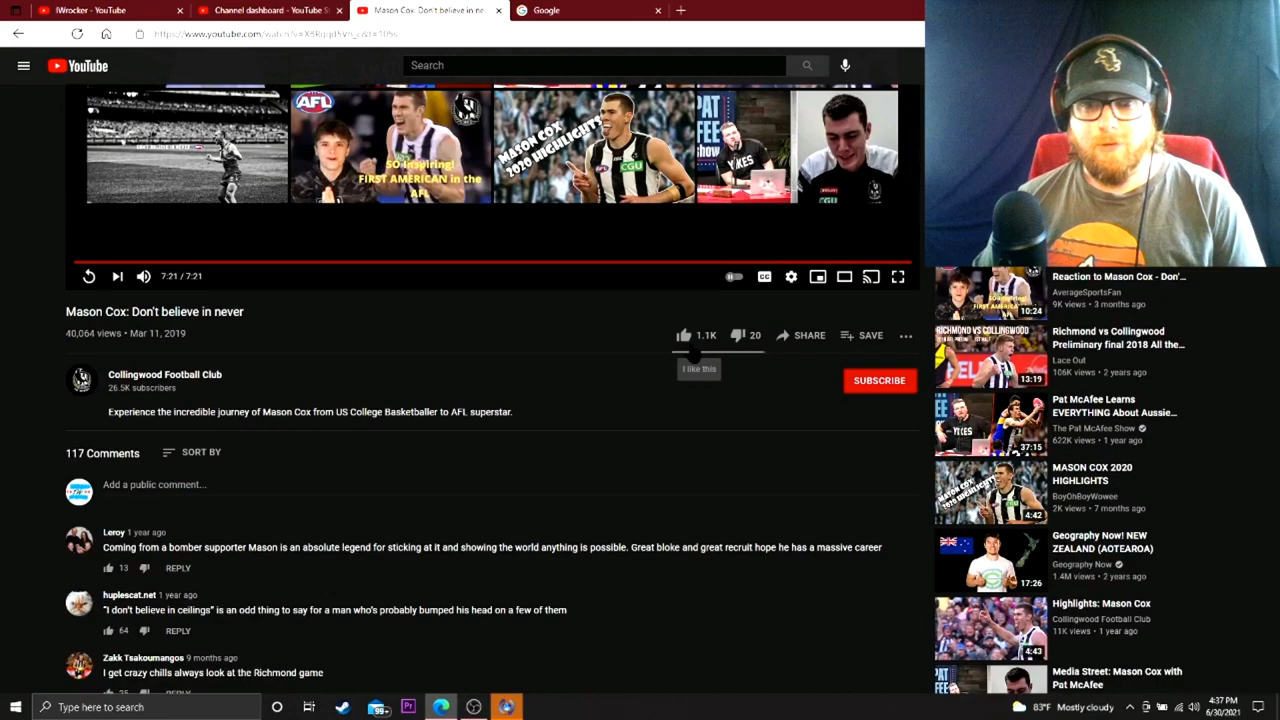 IWrocker - YouTube
Channel dashboard - YouTube S
Mason Cox: Don't believe in ne
Google
YouTube
Search
AFL
SO inspiring!
FIRST AMERICAN in the
AFL
MASON COX
2020 HIGHLIGHTS
CGU
PAT
YIKES
7:21 / 7:21
CC
Mason Cox: Don't believe in never
40,064 views • Mar 11, 2019
1.1K
20
SHARE
SAVE
I like this
Collingwood Football Club
26.5K subscribers
SUBSCRIBE
Experience the incredible journey of Mason Cox from US College Basketballer to AFL superstar.
117 Comments
SORT BY
Add a public comment...
Leroy 1 year ago
Coming from a bomber supporter Mason is an absolute legend for sticking at it and showing the world anything is possible. Great bloke and great recruit hope he has a massive career
13
REPLY
huplescat.net 1 year ago
"I don't believe in ceilings" is an odd thing to say for a man who's probably bumped his head on a few of them
64
REPLY
Zakk Tsakoumangos 9 months ago
I get crazy chills always look at the Richmond game
Reaction to Mason Cox - Don'...
AverageSportsFan
9K views • 3 months ago
10:24
Richmond vs Collingwood
Preliminary final 2018 All the...
Lace Out
106K views • 2 years ago
13:19
Pat McAfee Learns
EVERYTHING About Aussie...
The Pat McAfee Show
622K views • 1 year ago
37:15
MASON COX 2020
HIGHLIGHTS
BoyOhBoyWowee
2K views • 7 months ago
4:42
Geography Now! NEW
ZEALAND (AOTEAROA)
Geography Now
1.4M views • 2 years ago
17:26
Highlights: Mason Cox
Collingwood Football Club
11K views • 1 year ago
4:43
Media Street: Mason Cox with
Pat McAfee
Type here to search
99+
Pr
83°F Mostly cloudy
4:37 PM
6/30/2021